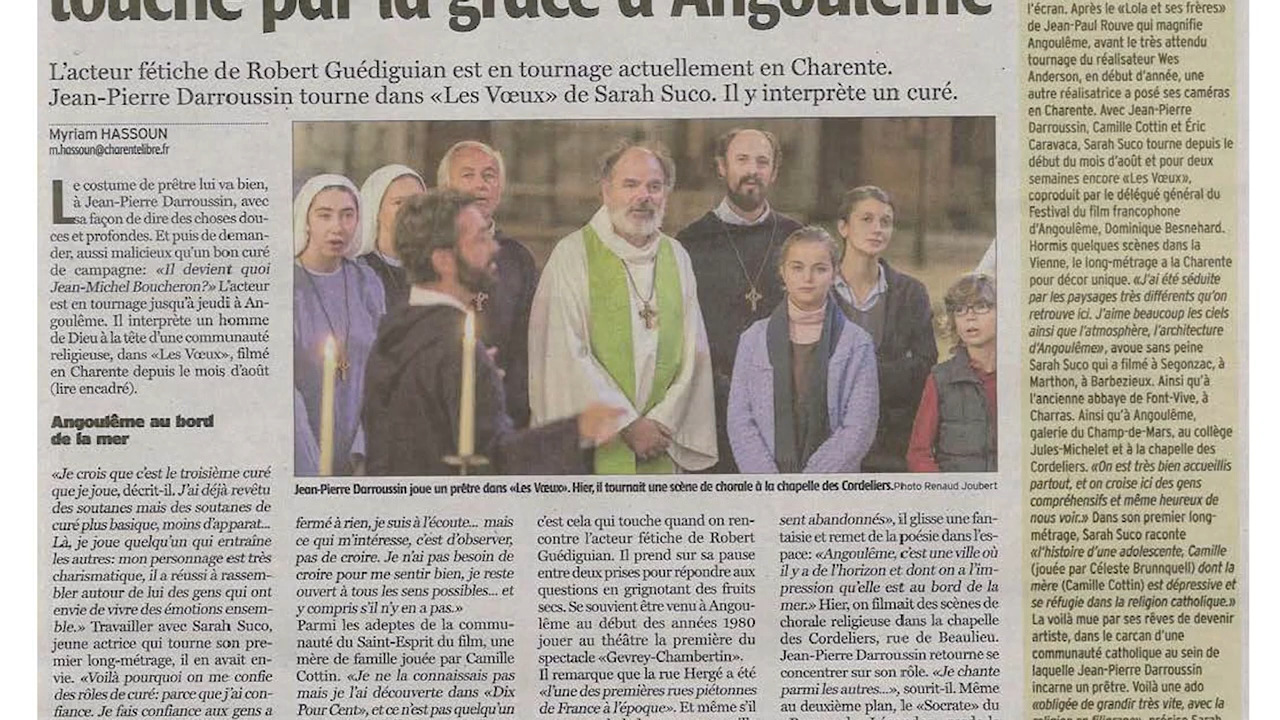 touché par la grâce d'Angoulême
L'acteur fétiche de Robert Guédiguian est en tournage actuellement en Charente.
Jean-Pierre Darroussin tourne dans «Les Vœux» de Sarah Suco. Il y interprète un curé.
Myriam HASSOUN
m.hassoun@charentelibre.fr
Le costume de prêtre lui va bien,
à Jean-Pierre Darroussin, avec
sa façon de dire des choses dou-
ces et profondes. Et puis de deman-
der, aussi malicieux qu'un bon curé
de campagne: «Il devient quoi
Jean-Michel Boucheron?» L'acteur
est en tournage jusqu'à jeudi à An-
goulême. Il interprète un homme
de Dieu à la tête d'une communauté
religieuse, dans «Les Vœux», filmé
en Charente depuis le mois d'août
(lire encadré).
Angoulême au bord
de la mer
«Je crois que c'est le troisième curé
que je joue, décrit-il. J'ai déjà revêtu
des soutanes mais des soutanes de
curé plus basique, moins d'apparat...
Là, je joue quelqu'un qui entraîne
les autres: mon personnage est très
charismatique, il a réussi à rassem-
bler autour de lui des gens qui ont
envie de vivre des émotions ensem-
ble.» Travailler avec Sarah Suco,
jeune actrice qui tourne son pre-
mier long-métrage, il en avait en-
vie. «Voilà pourquoi on me confie
des rôles de curé: parce que j'ai con-
fiance. Je fais confiance aux gens a
Jean-Pierre Darroussin joue un prêtre dans «Les Vœux». Hier, il tournait une scène de chorale à la chapelle des Cordeliers. Photo Renaud Joubert
fermé à rien, je suis à l'écoute... mais
ce qui m'intéresse, c'est d'observer,
pas de croire. Je n'ai pas besoin de
croire pour me sentir bien, je reste
ouvert à tous les sens possibles... et
y compris s'il n'y en a pas.»
Parmi les adeptes de la commu-
nauté du Saint-Esprit du film, une
mère de famille jouée par Camille
Cottin. «Je ne la connaissais pas
mais je l'ai découverte dans «Dix
Pour Cent», et ce n'est pas quelqu'un
c'est cela qui touche quand on ren-
contre l'acteur fétiche de Robert
Guédiguian. Il prend sur sa pause
entre deux prises pour répondre aux
questions en grignotant des fruits
secs. Se souvient être venu à Angou-
lême au début des années 1980
jouer au théâtre la première du
spectacle «Gevrey-Chambertin».
Il remarque que la rue Hergé a été
«l'une des premières rues piétonnes
de France à l'époque». Et même s'il
sent abandonnés», il glisse une fan-
taisie et remet de la poésie dans l'es-
pace: «Angoulême, c'est une ville où
il y a de l'horizon et dont on a l'im-
pression qu'elle est au bord de la
mer.» Hier, on filmait des scènes de
chorale religieuse dans la chapelle
des Cordeliers, rue de Beaulieu.
Jean-Pierre Darroussin retourne se
concentrer sur son rôle. «Je chante
parmi les autres...», sourit-il. Même
au deuxième plan, le «Socrate» du
l'écran. Après le «Lola et ses frères»
de Jean-Paul Rouve qui magnifie
Angoulême, avant le très attendu
tournage du réalisateur Wes
Anderson, en début d'année, une
autre réalisatrice a posé ses caméras
en Charente. Avec Jean-Pierre
Darroussin, Camille Cottin et Éric
Caravaca, Sarah Suco tourne depuis le
début du mois d'août et pour deux
semaines encore «Les Vœux»,
coproduit par le délégué général du
Festival du film francophone
d'Angoulême, Dominique Besnehard.
Hormis quelques scènes dans la
Vienne, le long-métrage a la Charente
pour décor unique. «J'ai été séduite
par les paysages très différents qu'on
retrouve ici. J'aime beaucoup les ciels
ainsi que l'atmosphère, l'architecture
d'Angoulême», avoue sans peine
Sarah Suco qui a filmé à Segonzac, à
Marthon, à Barbezieux. Ainsi qu'à
l'ancienne abbaye de Font-Vive, à
Charras. Ainsi qu'à Angoulême,
galerie du Champ-de-Mars, au collège
Jules-Michelet et à la chapelle des
Cordeliers. «On est très bien accueillis
partout, et on croise ici des gens
compréhensifs et même heureux de
nous voir.» Dans son premier long-
métrage, Sarah Suco raconte
«l'histoire d'une adolescente, Camille
(jouée par Céleste Brunnquell) dont la
mère (Camille Cottin) est dépressive et
se réfugie dans la religion catholique.»
La voilà mue par ses rêves de devenir
artiste, dans le carcan d'une
communauté catholique au sein de
laquelle Jean-Pierre Darroussin
incarne un prêtre. Voilà une ado
«obligée de grandir très vite, avec la